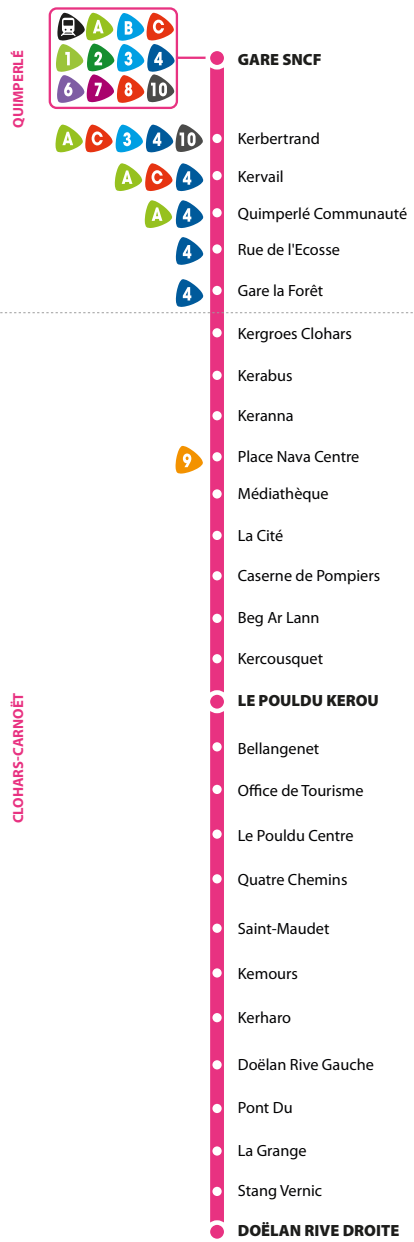 QUIMPERLÉ
A B C
1 2 3 4
6 7 8 10
GARE SNCF
A C 3 4 10 Kerbertrand
A C 4 Kervail
A 4 Quimperlé Communauté
4 Rue de l'Ecosse
4 Gare la Forêt
CLOHARS-CARNOËT
Kergroes Clohars
Kerabus
Keranna
9 Place Nava Centre
Médiathèque
La Cité
Caserne de Pompiers
Beg Ar Lann
Kercousquet
LE POULDU KEROU
Bellangenet
Office de Tourisme
Le Pouldu Centre
Quatre Chemins
Saint-Maudet
Kemours
Kerharo
Doëlan Rive Gauche
Pont Du
La Grange
Stang Vernic
DOËLAN RIVE DROITE